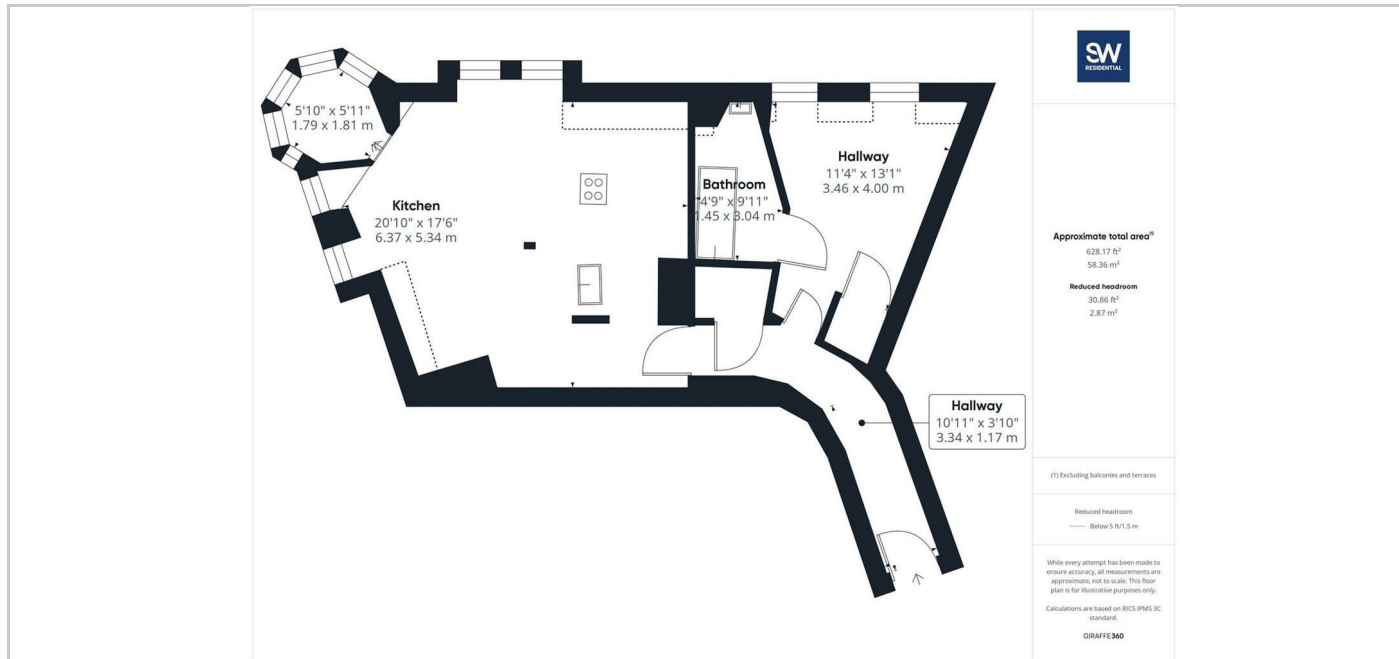 5'10" x 5'11"
1.79 x 1.81 m
Kitchen
20'10" x 17'6"
6.37 x 5.34 m
Bathroom
4'9" x 9'11"
1.45 x 3.04 m
Hallway
11'4" x 13'1"
3.46 x 4.00 m
Hallway
10'11" x 3'10"
3.34 x 1.17 m
SW
RESIDENTIAL
Approximate total area⁽¹⁾
628.17 ft²
58.36 m²
Reduced headroom
30.86 ft²
2.87 m²
(1) Excluding balconies and terraces
Reduced headroom
Below 5 ft/1.5 m
While every attempt has been made to
ensure accuracy, all measurements are
approximate, not to scale. This floor
plan is for illustrative purposes only.
Calculations are based on RICS IPMS 3C
standard.
GIRAFFE360